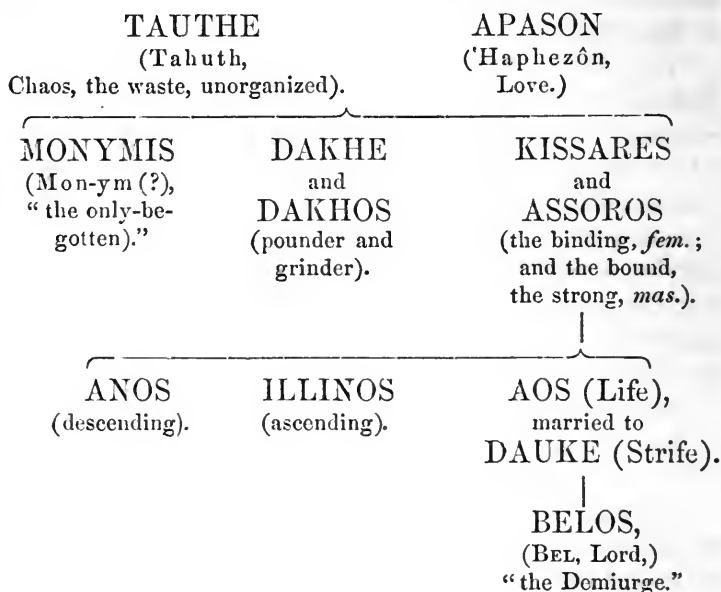 TAUTHE
(Tahuth,
Chaos, the waste, unorganized).
APASON
('Haphezôn,
Love.)
MONYMIS
(Mon-ym (?),
“ the only-be-
gotten).”
DAKHE
and
DAKHOS
(pounder and
grinder).
KISSARES
and
ASSOROS
(the binding, fem. ;
and the bound,
the strong, mas.).
ANOS
(descending).
ILLINOS
(ascending).
AOS (Life),
married to
DAUKE (Strife).
BELOS,
(BEL, Lord,)
“ the Demiurge.”